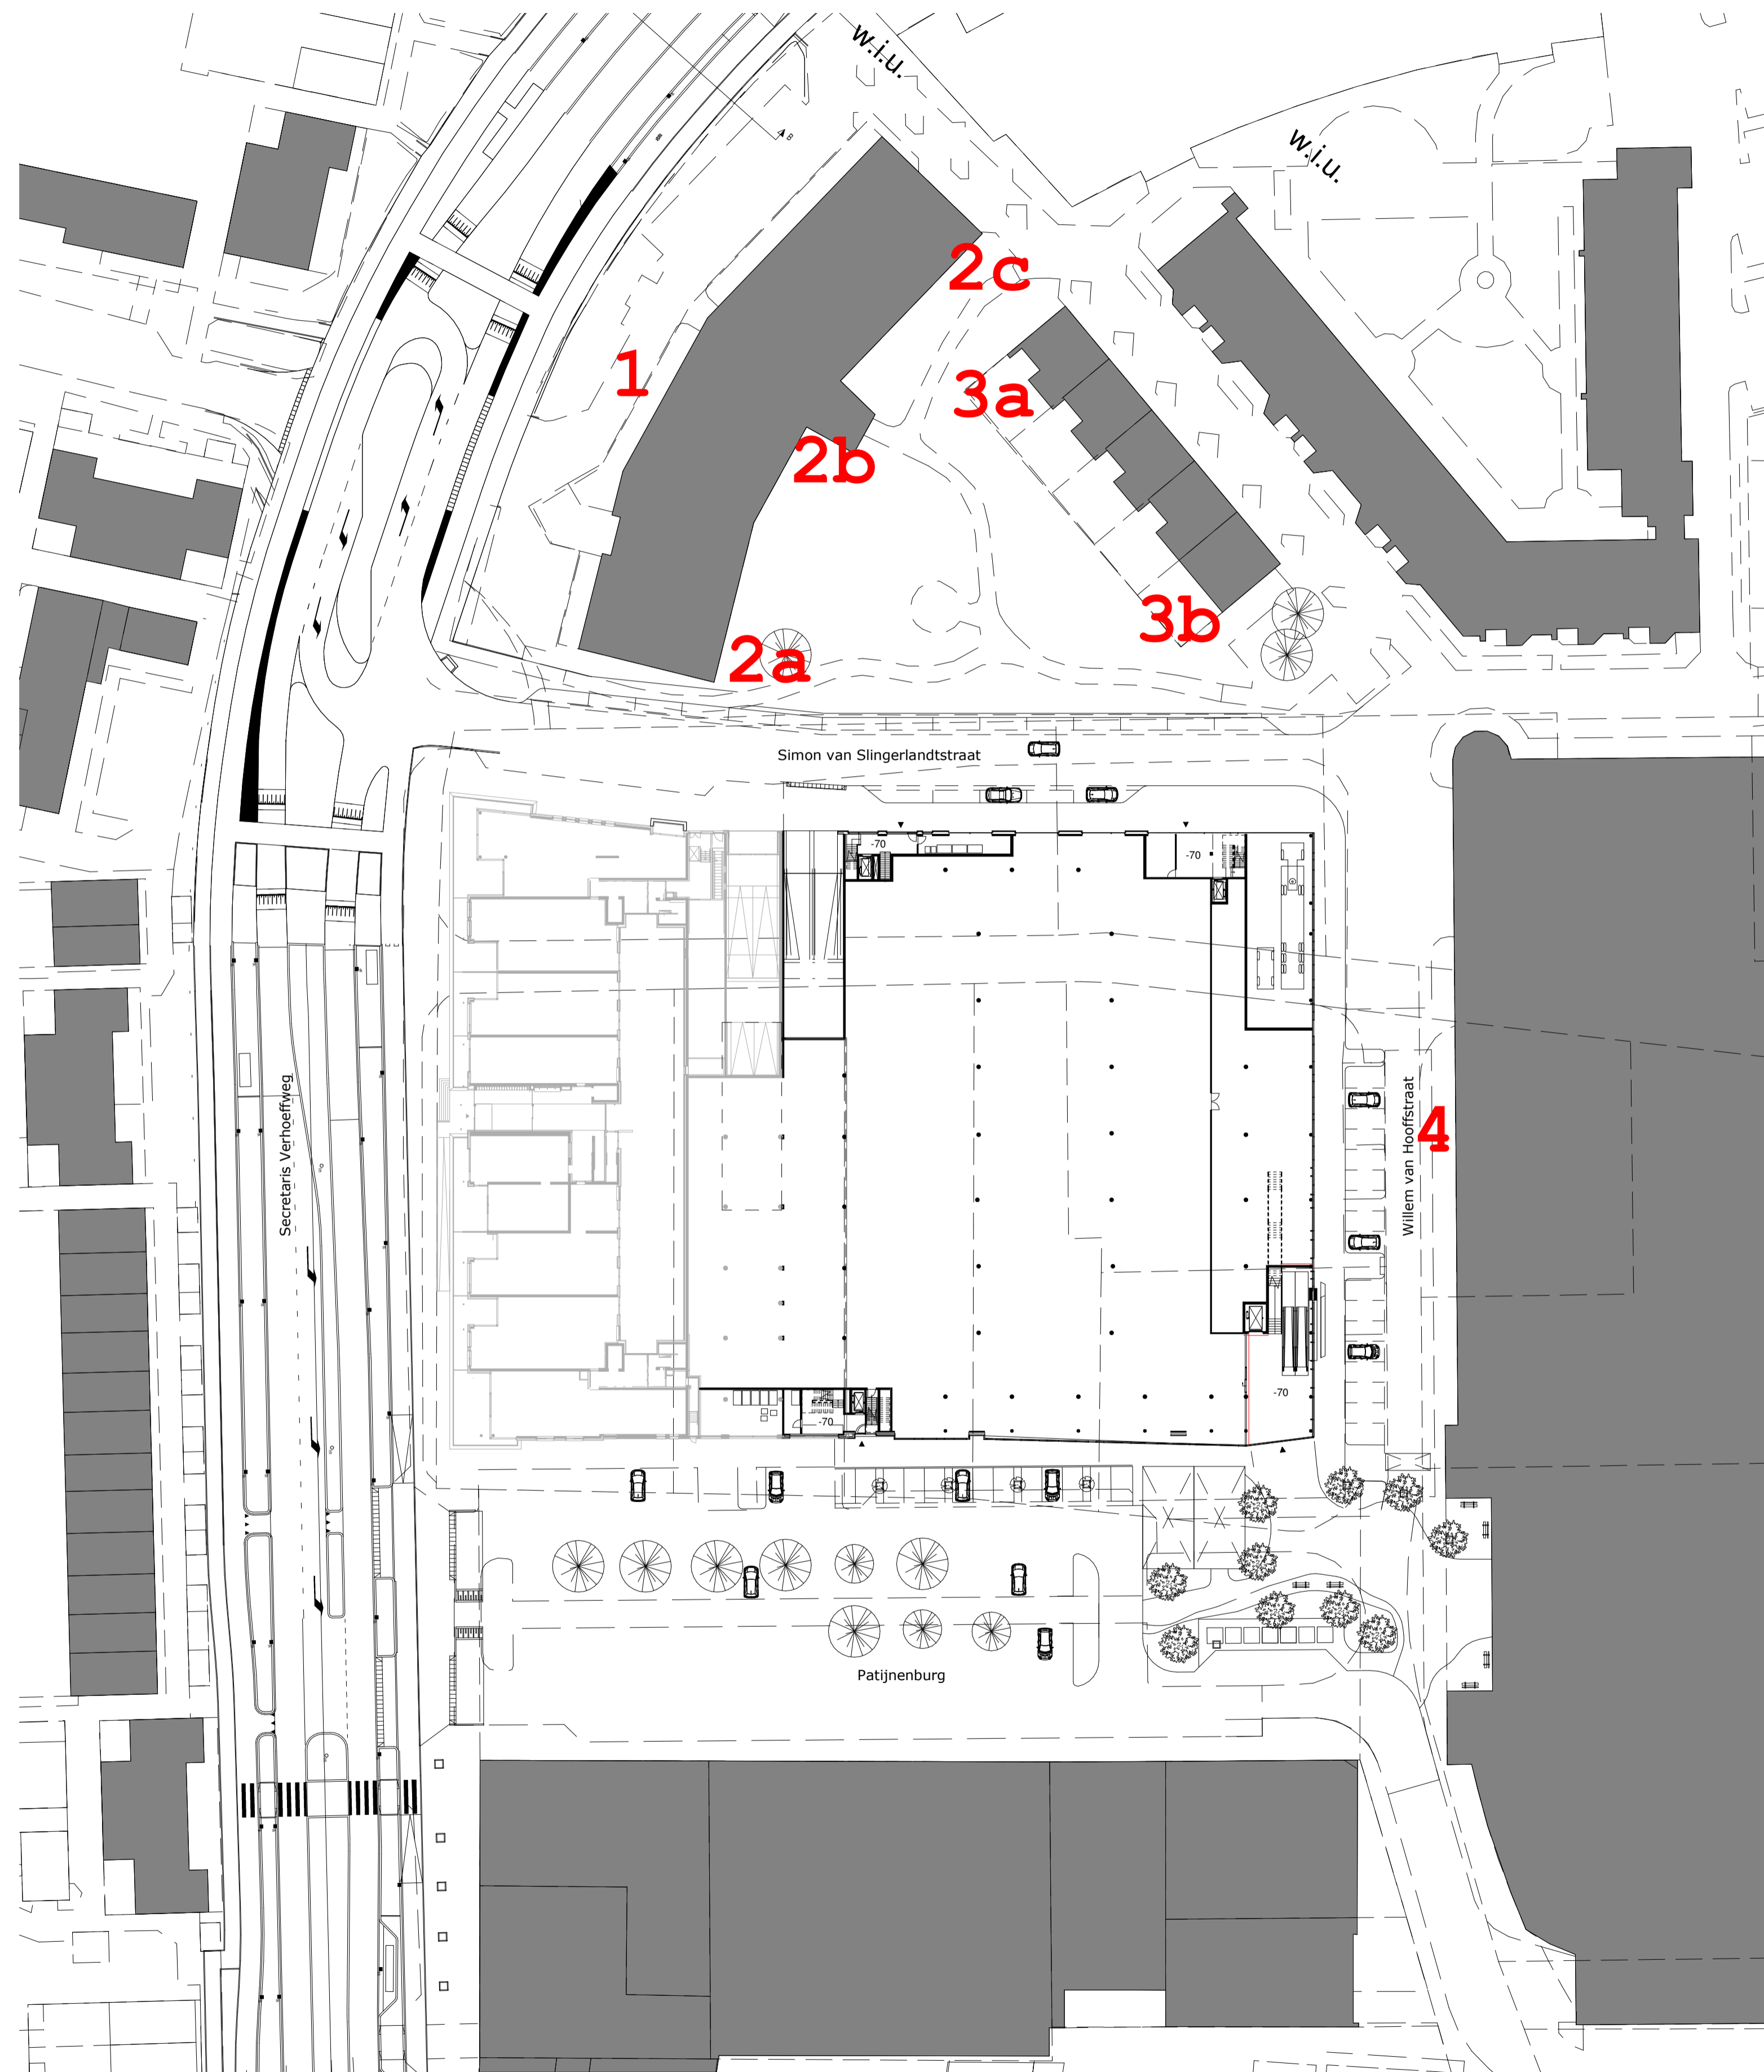 w.i.u.
w.i.u.
A B
2c
1
3a
2b
3b
2a
Simon van Slingerlandtstraat
-70
-70
Secretaris Verhoeffweg
Willem van Hooffstraat
4
-70
-70
Patijnenburg